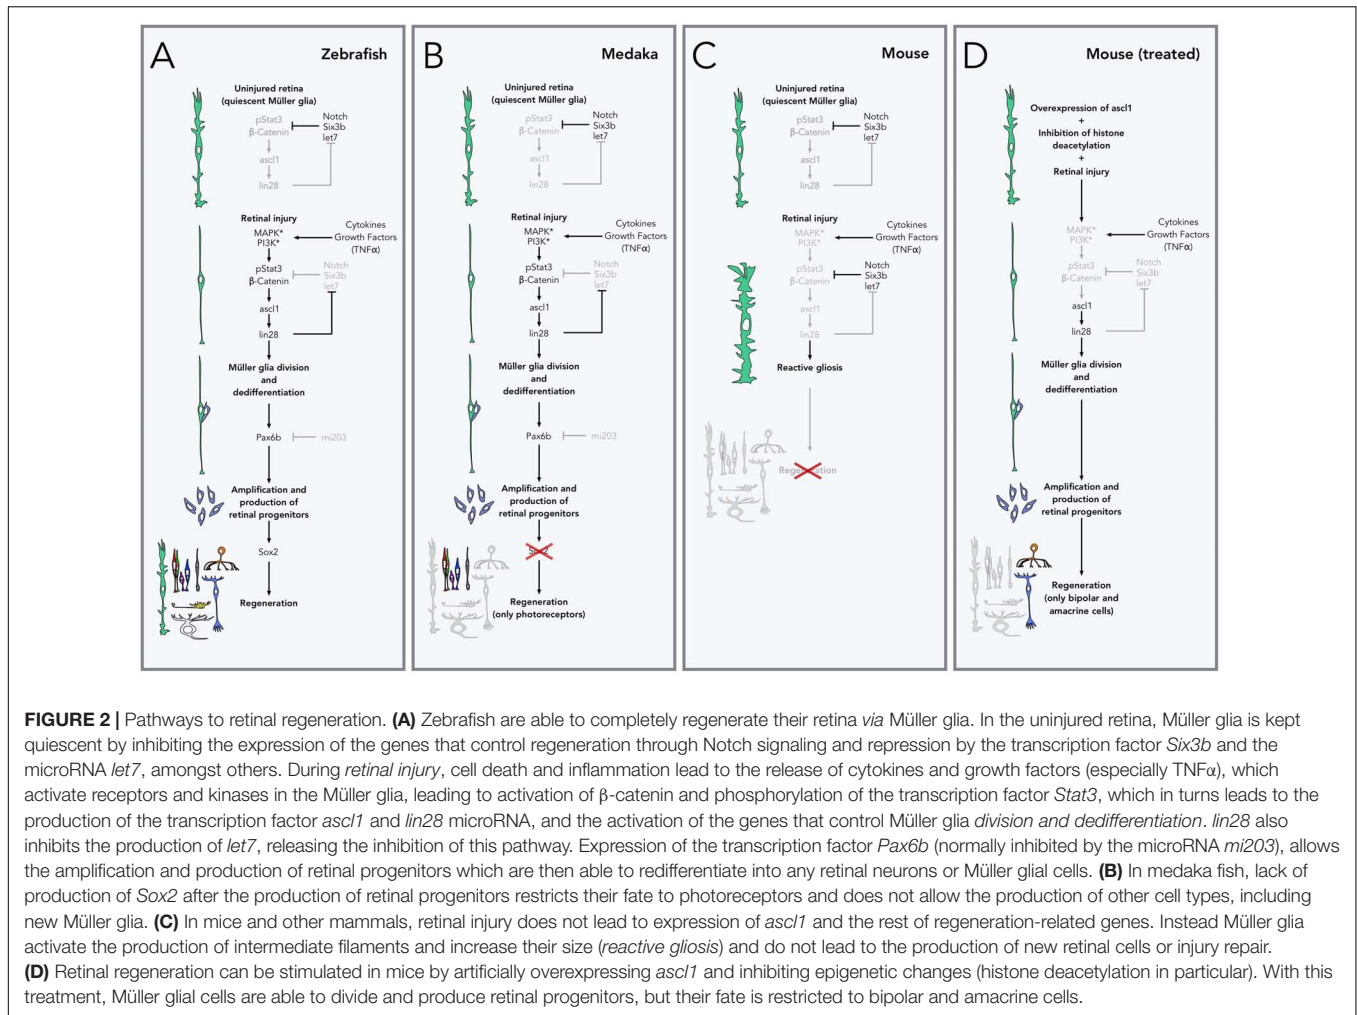 A
Zebrafish
Uninjured retina
(quiescent Müller glia)
pStat3
β-Catenin
Notch
Six3b
let7
ascl1
lin28
Retinal injury
MAPK*
PI3K*
Cytokines
Growth Factors
(TNFα)
pStat3
β-Catenin
Notch
Six3b
let7
ascl1
lin28
Müller glia division
and
dedifferentiation
Pax6b
mi203
Amplification and
production of
retinal progenitors
Sox2
Regeneration
B
Medaka
Uninjured retina
(quiescent Müller glia)
pStat3
β-Catenin
Notch
Six3b
let7
ascl1
lin28
Retinal injury
MAPK*
PI3K*
Cytokines
Growth Factors
(TNFα)
pStat3
β-Catenin
Notch
Six3b
let7
ascl1
lin28
Müller glia division
and
dedifferentiation
Pax6b
mi203
Amplification and
production of
retinal progenitors
Sox2
Regeneration
(only photoreceptors)
C
Mouse
Uninjured retina
(quiescent Müller glia)
pStat3
β-Catenin
Notch
Six3b
let7
ascl1
lin28
Retinal injury
MAPK*
PI3K*
Cytokines
Growth Factors
(TNFα)
pStat3
β-Catenin
Notch
Six3b
let7
ascl1
lin28
Reactive gliosis
Regeneration
D
Mouse (treated)
Overexpression of ascl1
+
Inhibition of histone
deacetylation
+
Retinal injury
MAPK*
PI3K*
Cytokines
Growth Factors
(TNFα)
pStat3
β-Catenin
Notch
Six3b
let7
ascl1
lin28
Müller glia division
and
dedifferentiation
Amplification and
production of
retinal progenitors
Regeneration
(only bipolar and
amacrine cells)
FIGURE 2 | Pathways to retinal regeneration. (A) Zebrafish are able to completely regenerate their retina via Müller glia. In the uninjured retina, Müller glia is kept
quiescent by inhibiting the expression of the genes that control regeneration through Notch signaling and repression by the transcription factor Six3b and the
microRNA let7, amongst others. During retinal injury, cell death and inflammation lead to the release of cytokines and growth factors (especially TNFα), which
activate receptors and kinases in the Müller glia, leading to activation of β-catenin and phosphorylation of the transcription factor Stat3, which in turns leads to the
production of the transcription factor ascl1 and lin28 microRNA, and the activation of the genes that control Müller glia division and dedifferentiation. lin28 also
inhibits the production of let7, releasing the inhibition of this pathway. Expression of the transcription factor Pax6b (normally inhibited by the microRNA mi203), allows
the amplification and production of retinal progenitors which are then able to redifferentiate into any retinal neurons or Müller glial cells. (B) In medaka fish, lack of
production of Sox2 after the production of retinal progenitors restricts their fate to photoreceptors and does not allow the production of other cell types, including
new Müller glia. (C) In mice and other mammals, retinal injury does not lead to expression of ascl1 and the rest of regeneration-related genes. Instead Müller glia
activate the production of intermediate filaments and increase their size (reactive gliosis) and do not lead to the production of new retinal cells or injury repair.
(D) Retinal regeneration can be stimulated in mice by artificially overexpressing ascl1 and inhibiting epigenetic changes (histone deacetylation in particular). With this
treatment, Müller glial cells are able to divide and produce retinal progenitors, but their fate is restricted to bipolar and amacrine cells.